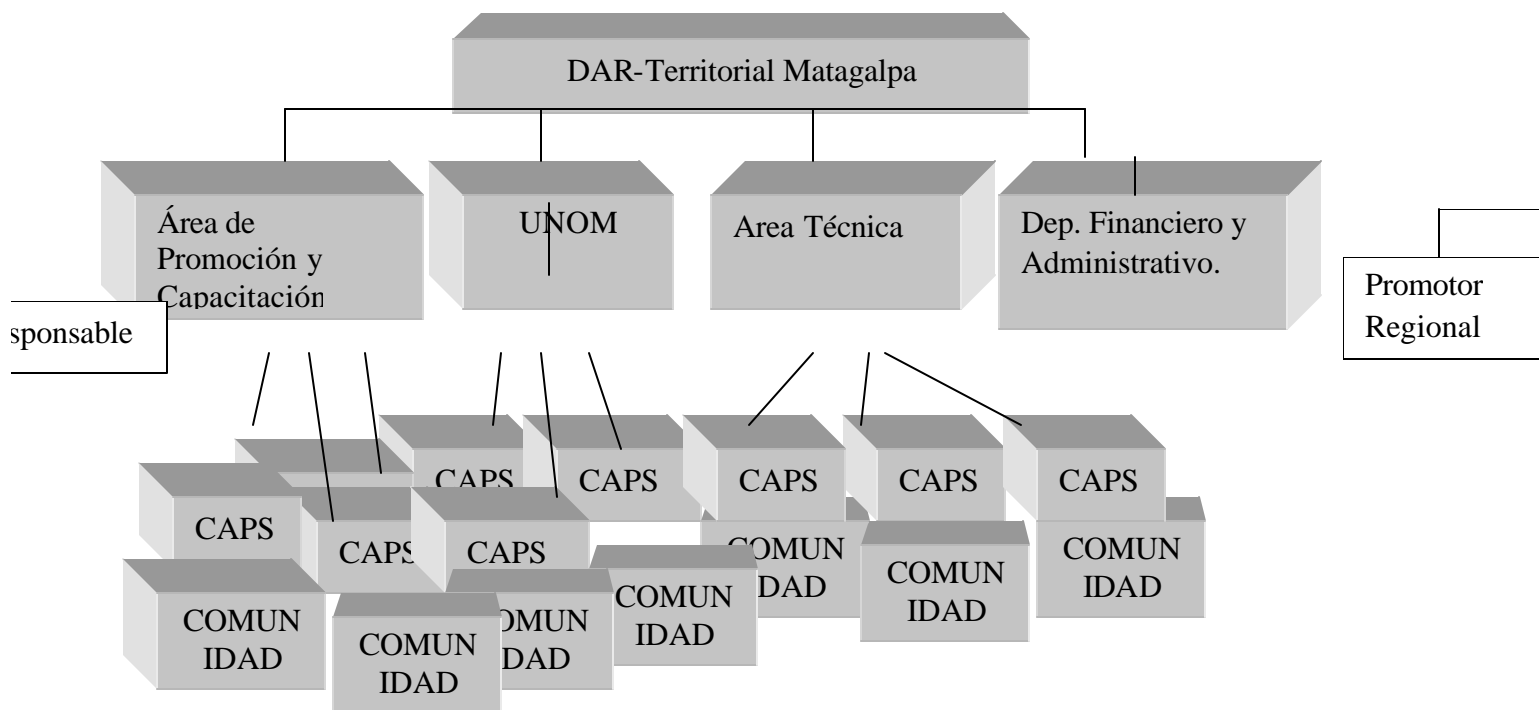 DAR-Territorial Matagalpa
Área de
Promoción y
Capacitación
UNOM
Area Técnica
Dep. Financiero y
Administrativo.
Promotor
Regional
sponsable
CAPS
CAPS
CAPS
CAPS
CAPS
CAPS
CAPS
CAPS
COMUN
IDAD
COMUN
IDAD
COMUN
IDAD
COMUN
IDAD
COMUN
IDAD
COMUN
IDAD
COMUN
IDAD